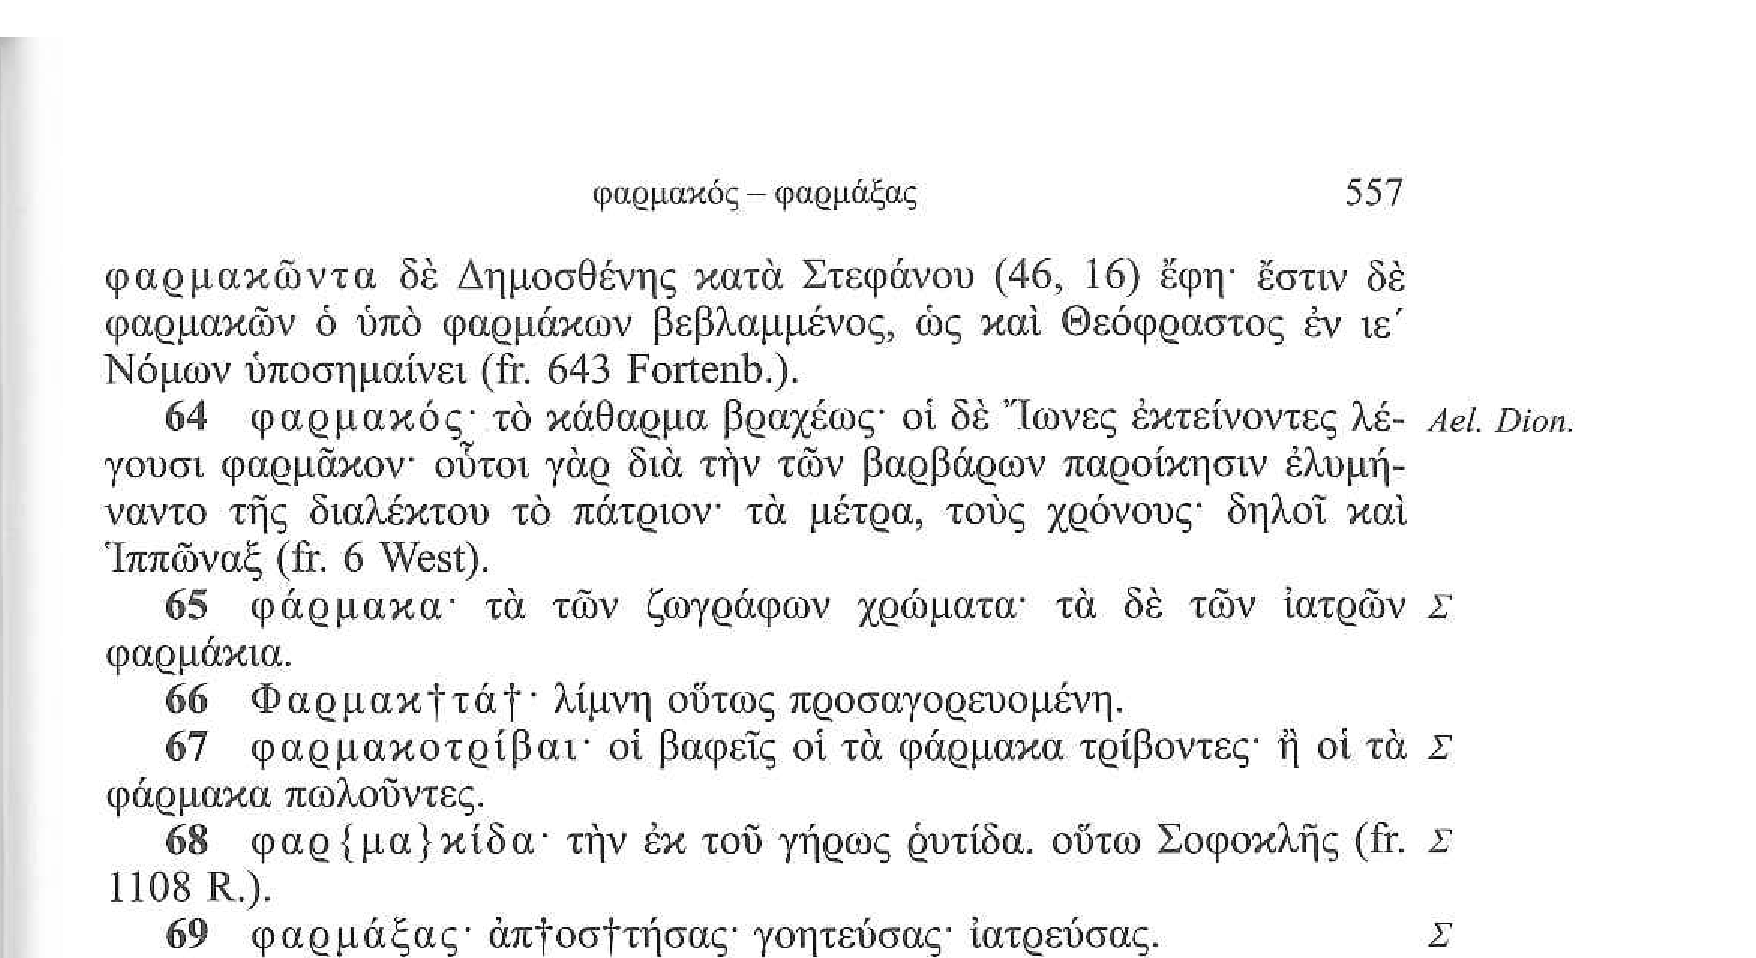 φαρμακός – φαρμάξας 557
φαρμακῶντα δὲ Δημοσθένης κατὰ Στεφάνου (46, 16) ἔφη· ἔστιν δὲ
φαρμακῶν ὁ ὑπὸ φαρμάκων βεβλαμμένος, ὡς καὶ Θεόφραστος ἐν ιε´
Νόμων ὑποσημαίνει (fr. 643 Fortenb.).
64 φαρμακός· τὸ κάθαρμα βραχέως· οἱ δὲ Ἴωνες ἐκτείνοντες λέ- Ael. Dion.
γουσι φαρμᾶκον· οὗτοι γὰρ διὰ τὴν τῶν βαρβάρων παροίκησιν ἐλυμή-
ναντο τῆς διαλέκτου τὸ πάτριον· τὰ μέτρα, τοὺς χρόνους· δηλοῖ καὶ
Ἱππῶναξ (fr. 6 West).
65 φάρμακα· τὰ τῶν ζωγράφων χρώματα· τὰ δὲ τῶν ἰατρῶν Σ
φαρμάκια.
66 Φαρμακ†τά†· λίμνη οὕτως προσαγορευομένη.
67 φαρμακοτρίβαι· οἱ βαφεῖς οἱ τὰ φάρμακα τρίβοντες· ἢ οἱ τὰ Σ
φάρμακα πωλοῦντες.
68 φαρ{μα}κίδα· τὴν ἐκ τοῦ γήρως ῥυτίδα. οὕτω Σοφοκλῆς (fr. Σ
1108 R.).
69 φαρμάξας· ἀπ†οσ†τήσας· γοητεύσας· ἰατρεύσας. Σ